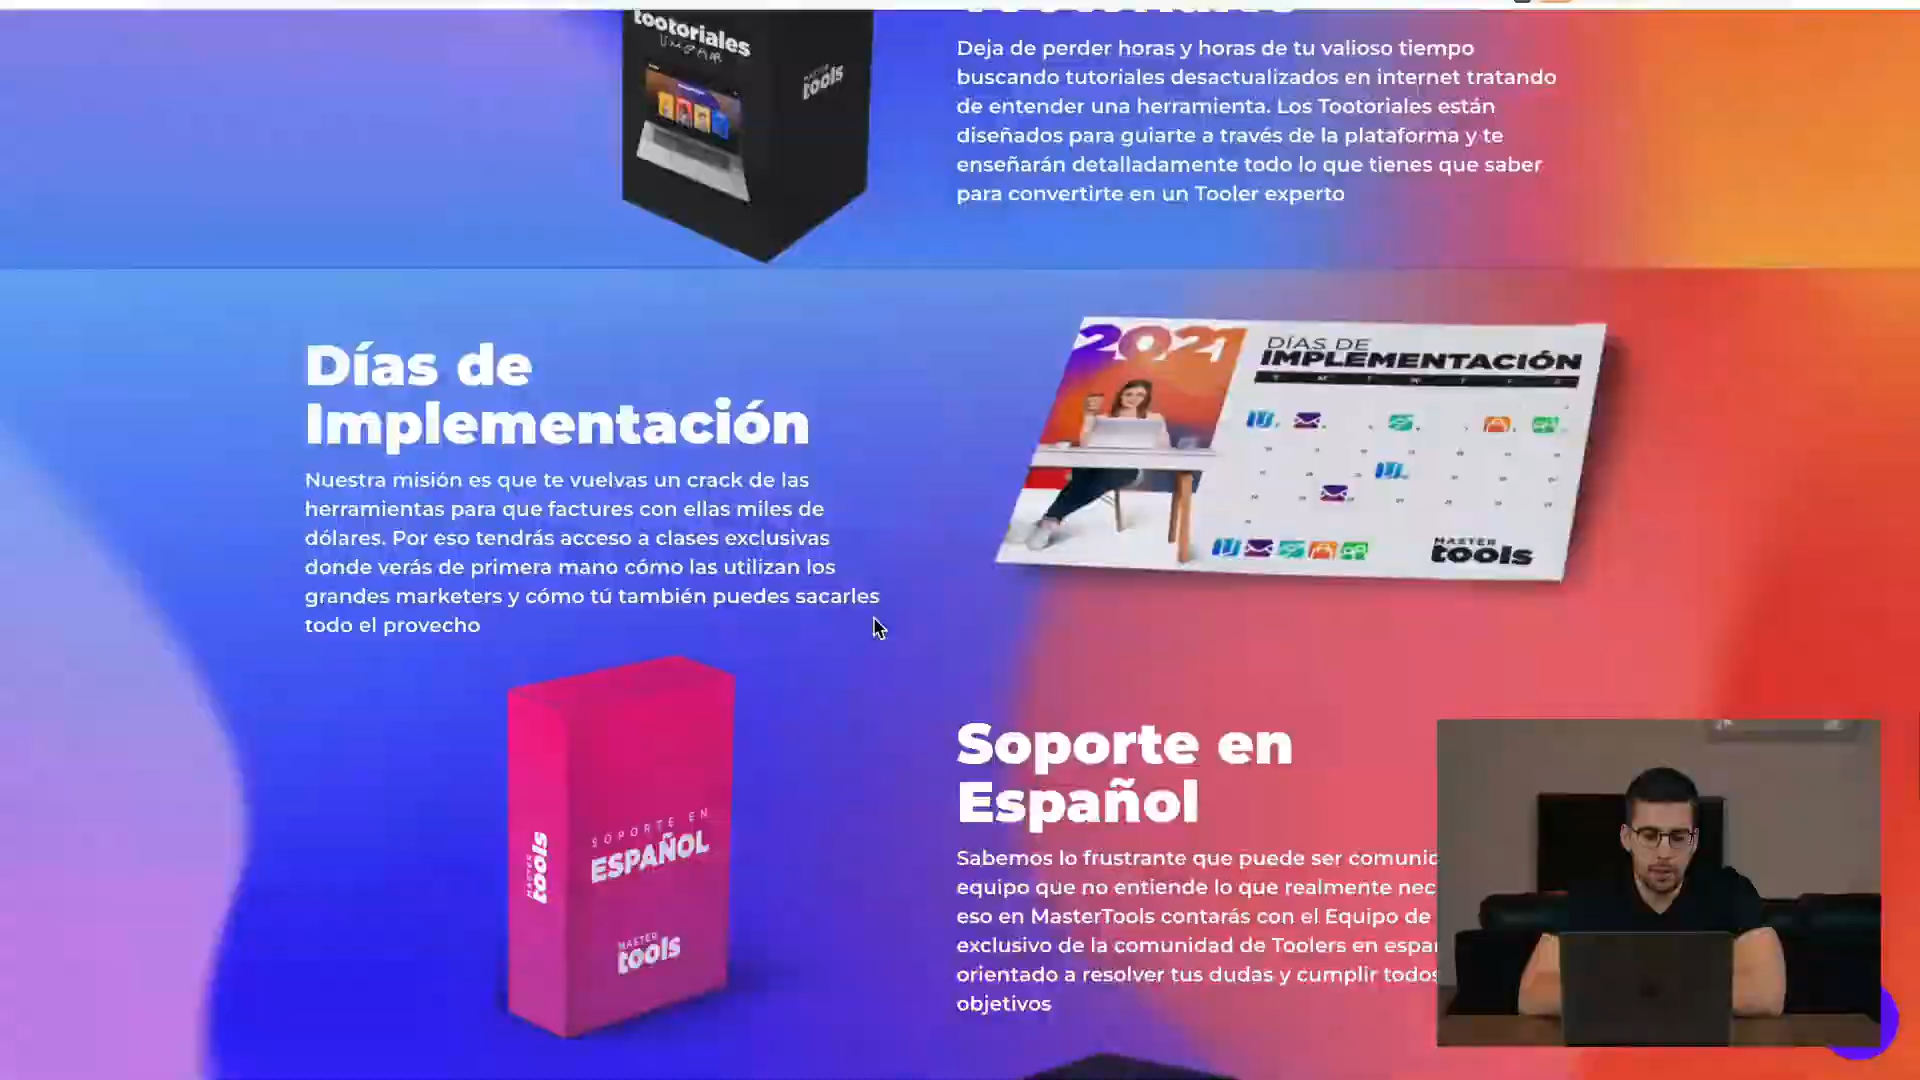 tootoriales
MASTER
tools
Deja de perder horas y horas de tu valioso tiempo
buscando tutoriales desactualizados en internet tratando
de entender una herramienta. Los Tootoriales están
diseñados para guiarte a través de la plataforma y te
enseñarán detalladamente todo lo que tienes que saber
para convertirte en un Tooler experto
Días de
Implementación
Nuestra misión es que te vuelvas un crack de las
herramientas para que factures con ellas miles de
dólares. Por eso tendrás acceso a clases exclusivas
donde verás de primera mano cómo las utilizan los
grandes marketers y cómo tú también puedes sacarles
todo el provecho
2021
DÍAS DE
IMPLEMENTACIÓN
MASTER
tools
MASTER
tools
SOPORTE EN
ESPAÑOL
MASTER
tools
Soporte en
Español
Sabemos lo frustrante que puede ser
equipo que no entiende lo que realmente
eso en MasterTools contarás con el Equipo de
exclusivo de la comunidad de Toolers en
orientado a resolver tus dudas y cumplir
objetivos